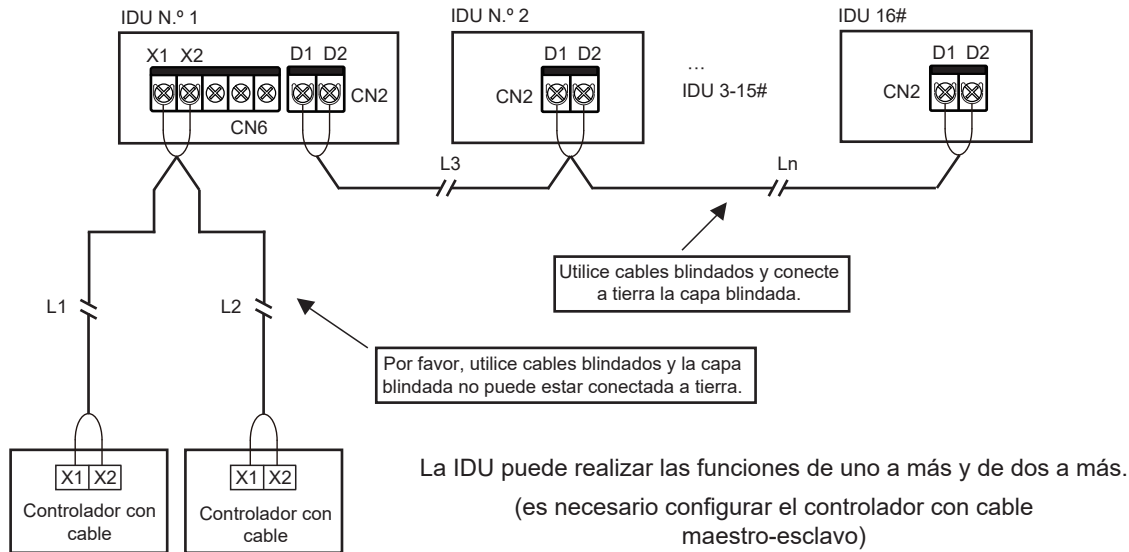 IDU N.º 1
IDU N.º 2
IDU 16#
X1 X2
D1 D2
CN2
CN6
D1 D2
CN2
…
IDU 3-15#
D1 D2
CN2
L3
Ln
Utilice cables blindados y conecte
a tierra la capa blindada.
L1
L2
Por favor, utilice cables blindados y la capa
blindada no puede estar conectada a tierra.
X1 X2
Controlador con
cable
X1 X2
Controlador con
cable
La IDU puede realizar las funciones de uno a más y de dos a más.
(es necesario configurar el controlador con cable
maestro-esclavo)